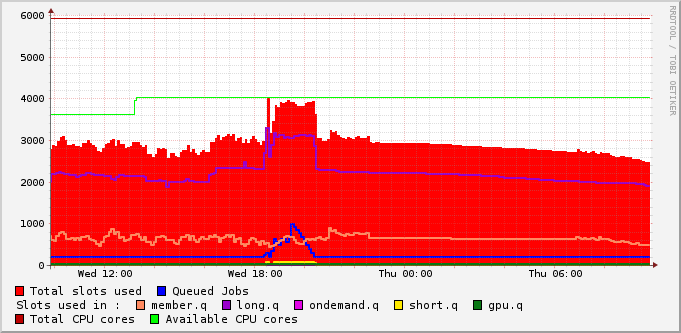 RRDTOOL / TOBI OETIKER
6000
5000
4000
3000
2000
1000
0
Wed 12:00 Wed 18:00 Thu 00:00 Thu 06:00
Total slots used Queued Jobs
Slots used in : member.q long.q ondemand.q short.q gpu.q
Total CPU cores Available CPU cores